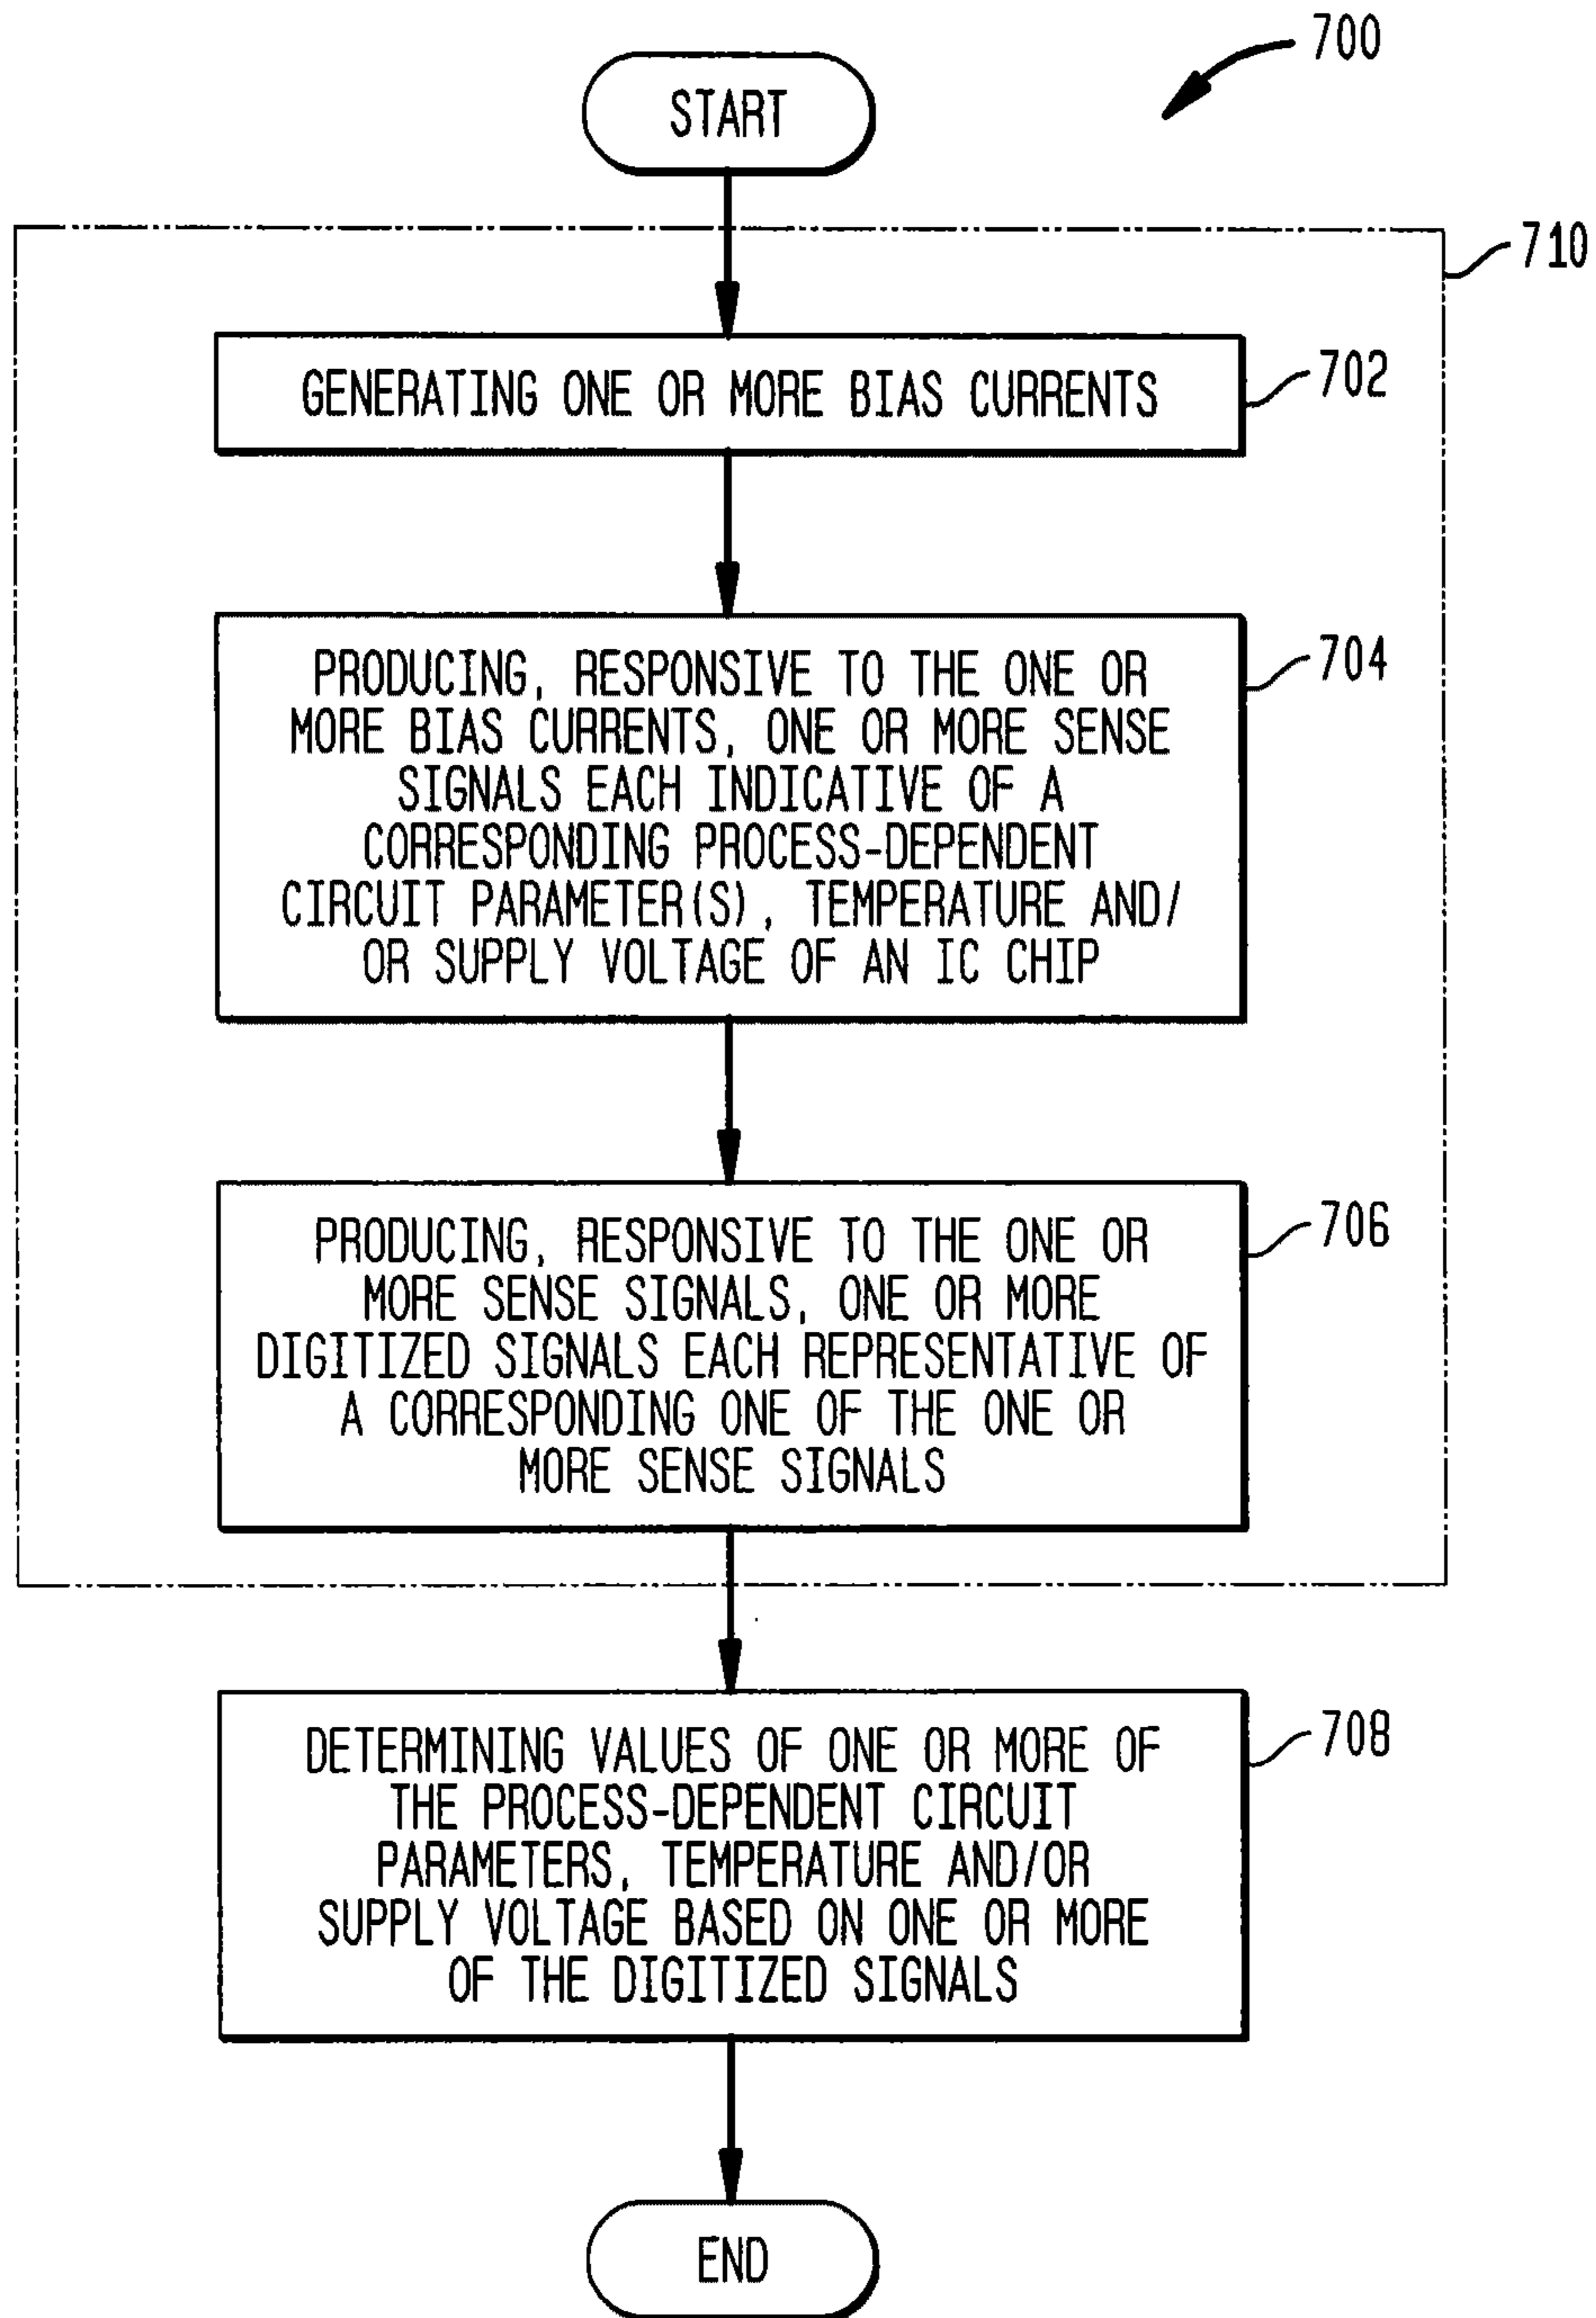 700
START
710
GENERATING ONE OR MORE BIAS CURRENTS
702
PRODUCING, RESPONSIVE TO THE ONE OR
MORE BIAS CURRENTS, ONE OR MORE SENSE
SIGNALS EACH INDICATIVE OF A
CORRESPONDING PROCESS-DEPENDENT
CIRCUIT PARAMETER(S), TEMPERATURE AND/
OR SUPPLY VOLTAGE OF AN IC CHIP
704
PRODUCING, RESPONSIVE TO THE ONE OR
MORE SENSE SIGNALS, ONE OR MORE
DIGITIZED SIGNALS EACH REPRESENTATIVE OF
A CORRESPONDING ONE OF THE ONE OR
MORE SENSE SIGNALS
706
DETERMINING VALUES OF ONE OR MORE OF
THE PROCESS-DEPENDENT CIRCUIT
PARAMETERS, TEMPERATURE AND/OR
SUPPLY VOLTAGE BASED ON ONE OR MORE
OF THE DIGITIZED SIGNALS
708
END